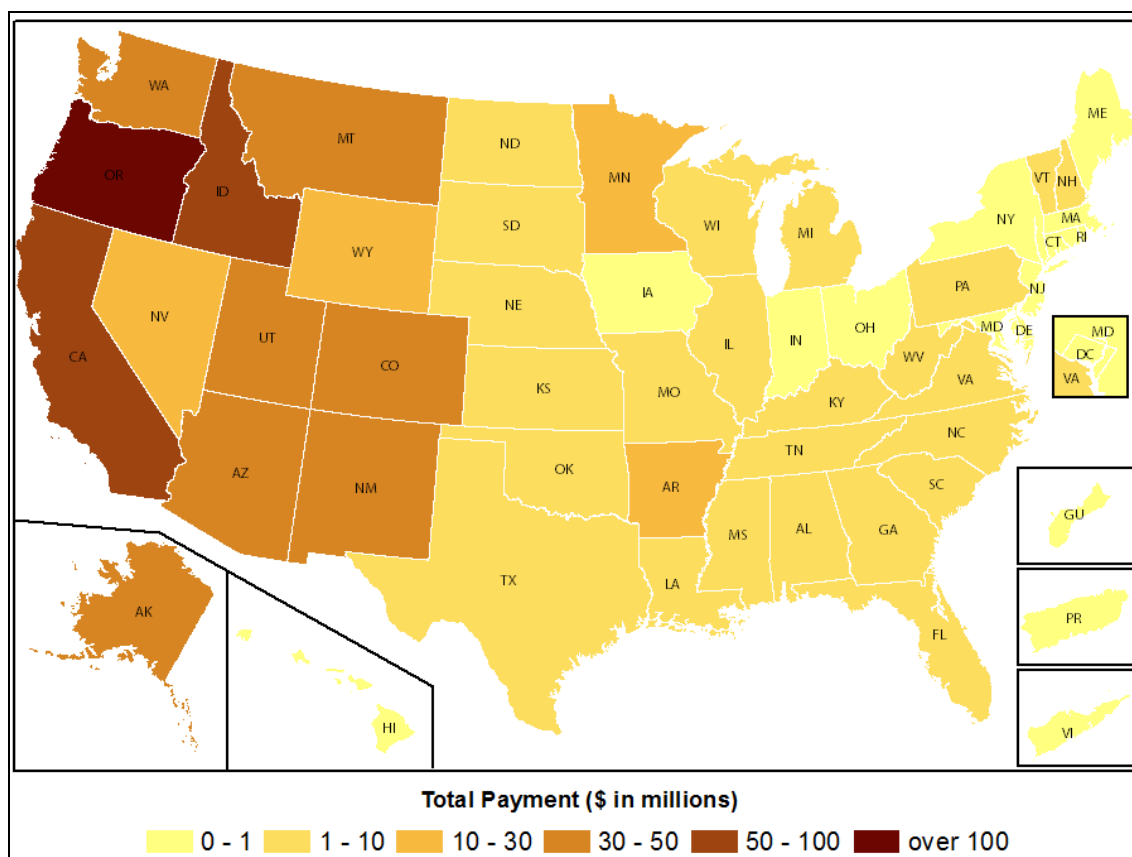 WA
MT
ND
MN
ME
OR
ID
SD
WI
MI
VT
NH
NY
MA
WY
CT
RI
NV
NE
IA
PA
NJ
UT
CO
IL
IN
OH
MD
DE
CA
KS
MO
WV
VA
KY
MD
DC
VA
AZ
NM
OK
AR
TN
NC
SC
MS
AL
GA
TX
LA
FL
GU
AK
HI
PR
VI
Total Payment ($ in millions)
0 - 1 1 - 10 10 - 30 30 - 50 50 - 100 over 100